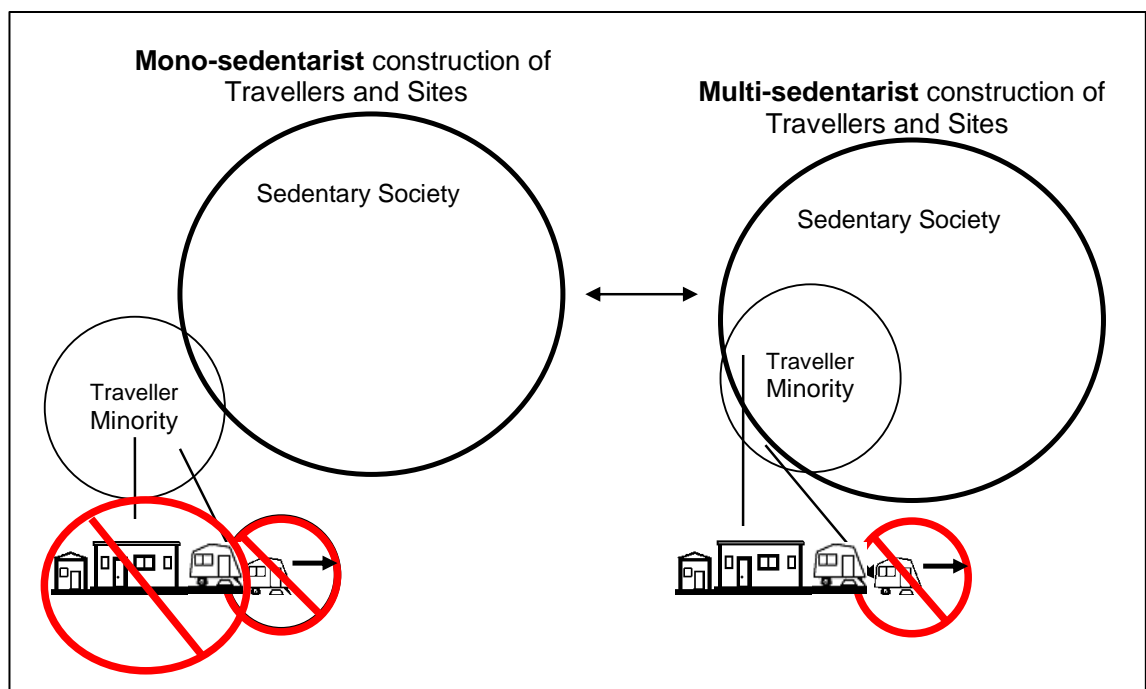 Mono-sedentarist construction of
Travellers and Sites
Sedentary Society
Traveller
Minority
Multi-sedentarist construction of
Travellers and Sites
Sedentary Society
Traveller
Minority